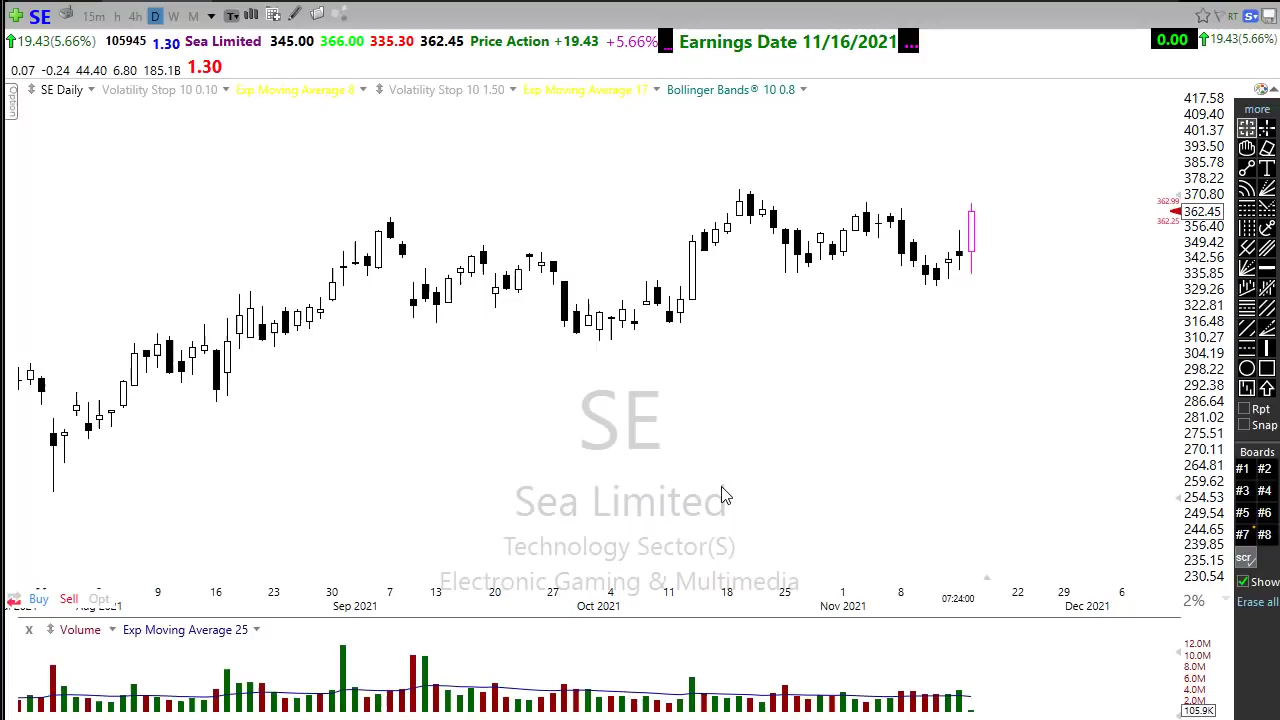 SE 15m h 4h D W M T
RT S
19.43(5.66%) 105945 1.30 Sea Limited 345.00 366.00 335.30 362.45 Price Action +19.43 +5.66% ... Earnings Date 11/16/2021 ... 0.00 19.43(5.66%)
0.07 -0.24 44.40 6.80 185.1B 1.30
Option
SE Daily Volatility Stop 10 0.10 Exp Moving Average 8 Volatility Stop 10 1.50 Exp Moving Average 17 Bollinger Bands® 10 0.8
417.58
409.40
401.37
393.50
385.78
378.22
370.80
362.99
362.45
362.25
356.40
349.42
342.56
335.85
329.26
322.81
316.48
310.27
304.19
298.22
292.38
286.64
281.02
275.51
270.11
264.81
259.62
254.53
249.54
244.65
239.85
235.15
230.54
2%
more
Rpt
Snap
Boards
#1 #2
#3 #4
#5 #6
#7 #8
scr
Show
Erase all
SE
Sea Limited
Technology Sector(S)
Electronic Gaming & Multimedia
9 16 23 30 7 13 20 27 4 11 18 25 1 8 07:24:00 22 29 6
Buy Sell Opt
Aug 2021 Sep 2021 Oct 2021 Nov 2021 Dec 2021
X Volume Exp Moving Average 25
12.0M
10.0M
8.0M
6.0M
4.0M
2.0M
105.9K